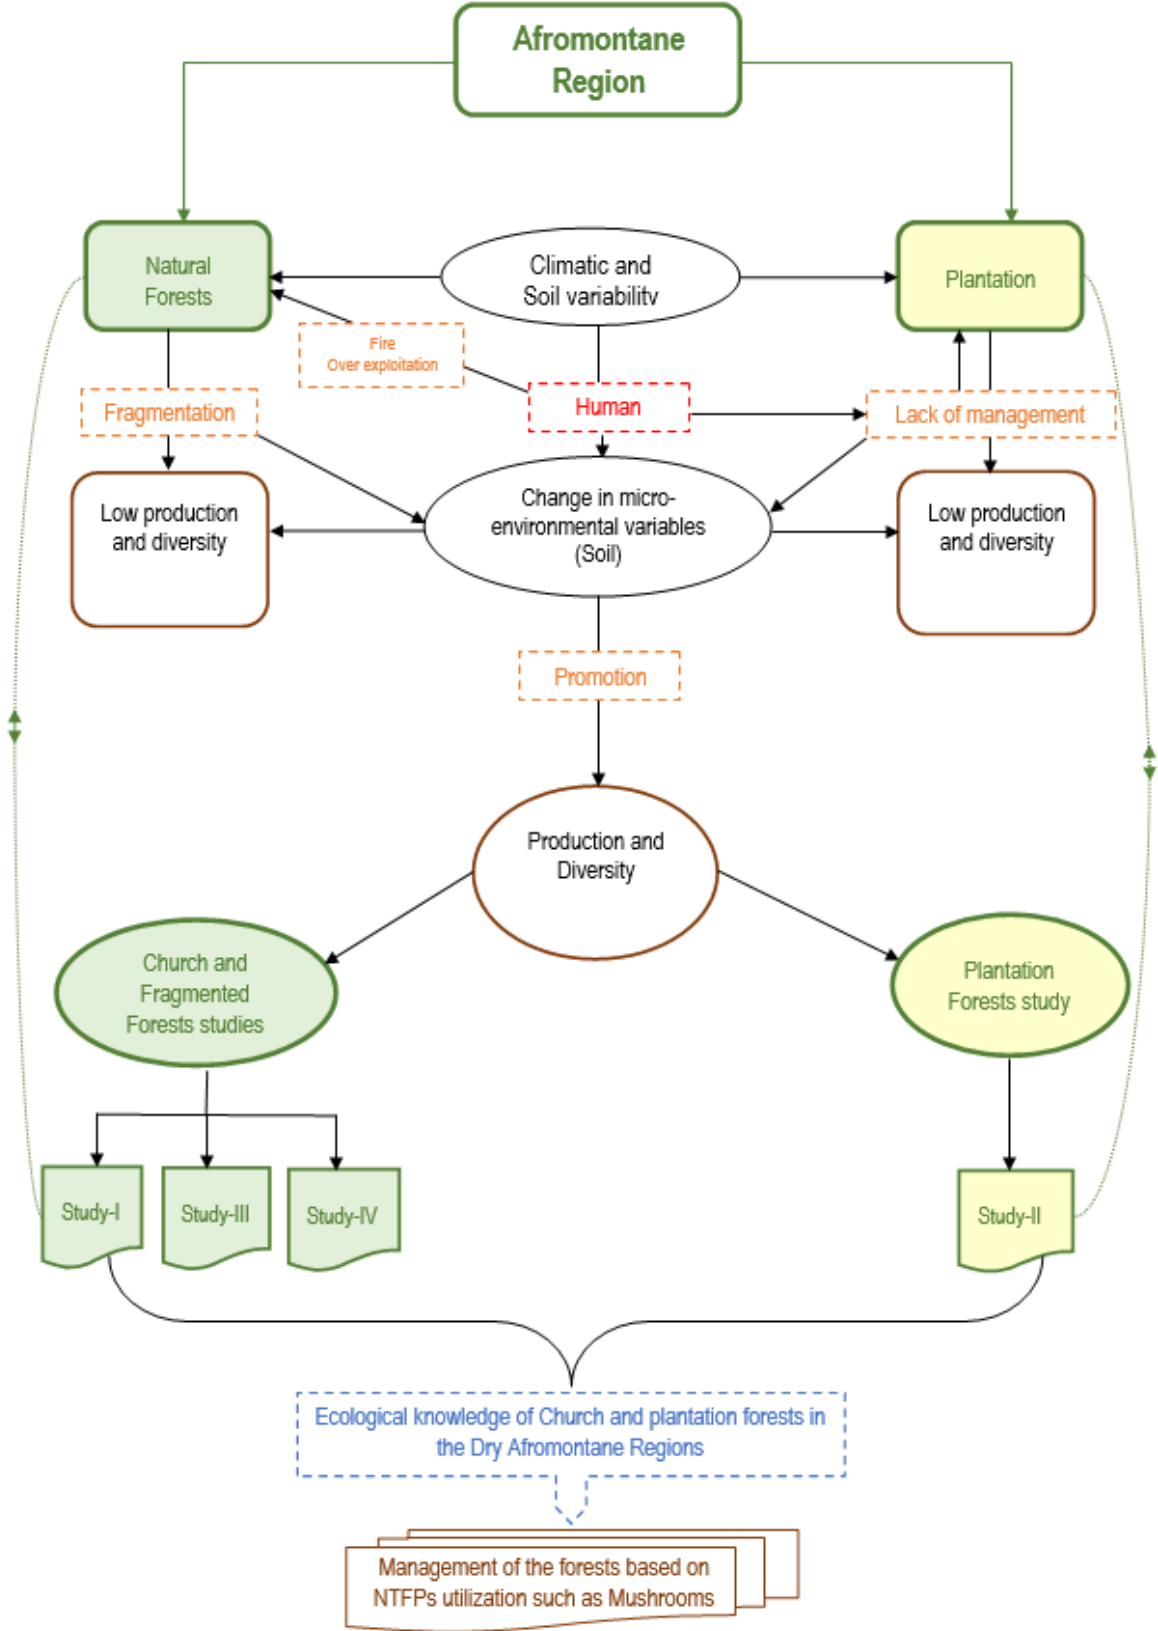 Afromontane
Region
Natural
Forests
Climatic and
Soil variability
Plantation
Fire
Over exploitation
Fragmentation
Human
Lack of management
Low production
and diversity
Change in micro-
environmental variables
(Soil)
Low production
and diversity
Promotion
Production and
Diversity
Church and
Fragmented
Forests studies
Plantation
Forests study
Study-I
Study-III
Study-IV
Study-II
Ecological knowledge of Church and plantation forests in
the Dry Afromontane Regions
Management of the forests based on
NTFPs utilization such as Mushrooms